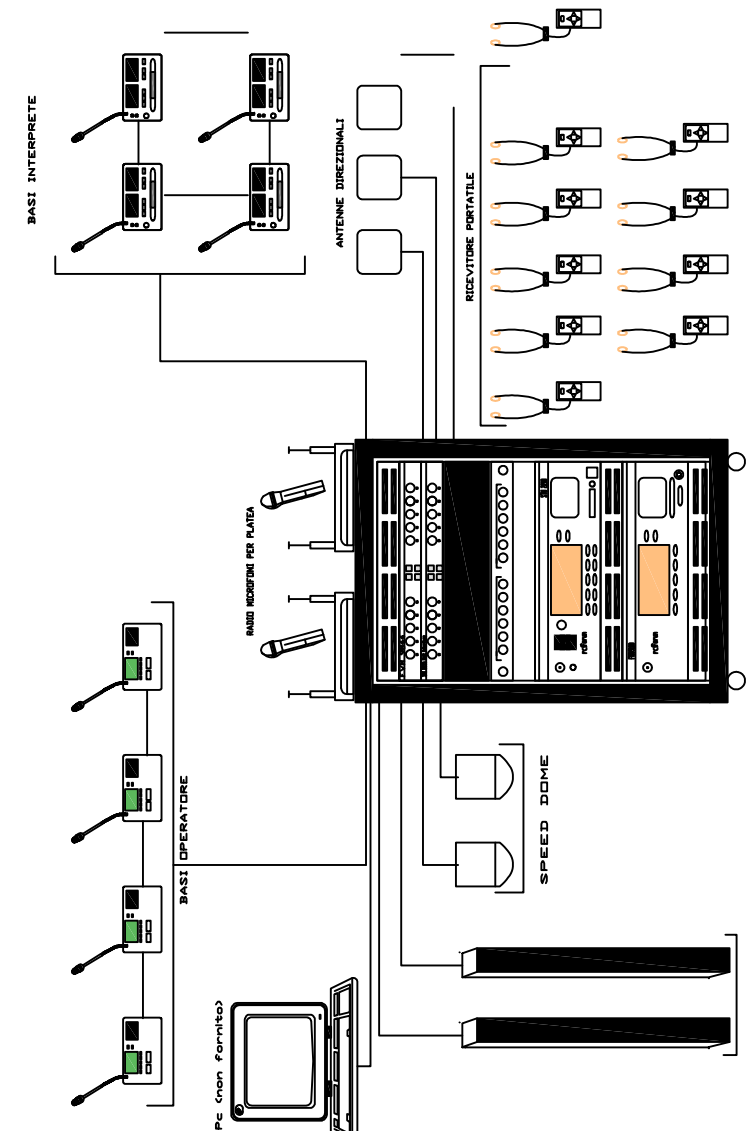 BASI INTERPRETE
ANTENNE DIREZIONALI
RICEVITORE PORTATILE
RADIO MICROFONI PER PLATEA
BASI OPERATORE
SPEED DOME
Pc (non fornito)